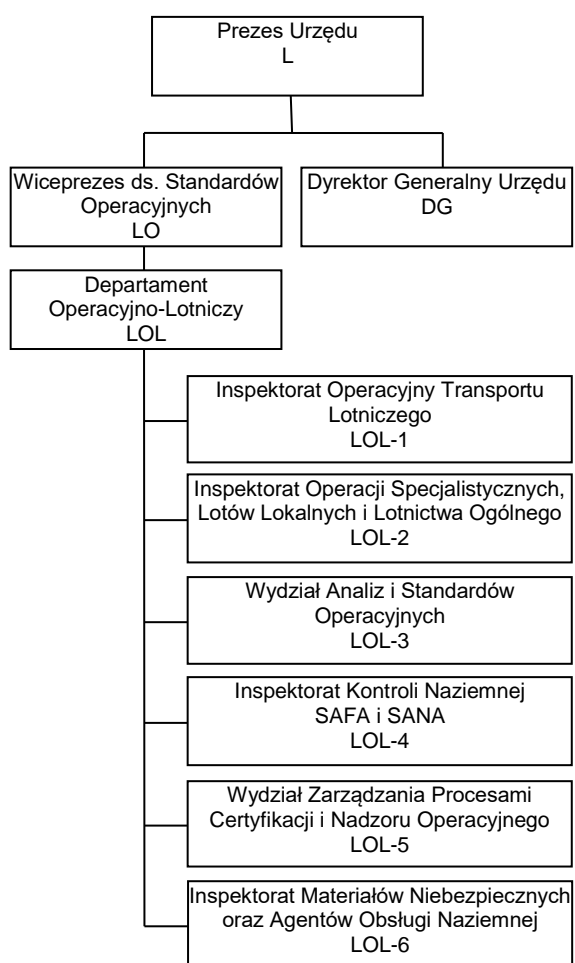 Prezes Urzędu
L
Wiceprezes ds. Standardów
Operacyjnych
LO
Dyrektor Generalny Urzędu
DG
Departament
Operacyjno-Lotniczy
LOL
Inspektorat Operacyjny Transportu
Lotniczego
LOL-1
Inspektorat Operacji Specjalistycznych,
Lotów Lokalnych i Lotnictwa Ogólnego
LOL-2
Wydział Analiz i Standardów
Operacyjnych
LOL-3
Inspektorat Kontroli Naziemnej
SAFA i SANA
LOL-4
Wydział Zarządzania Procesami
Certyfikacji i Nadzoru Operacyjnego
LOL-5
Inspektorat Materiałów Niebezpiecznych
oraz Agentów Obsługi Naziemnej
LOL-6